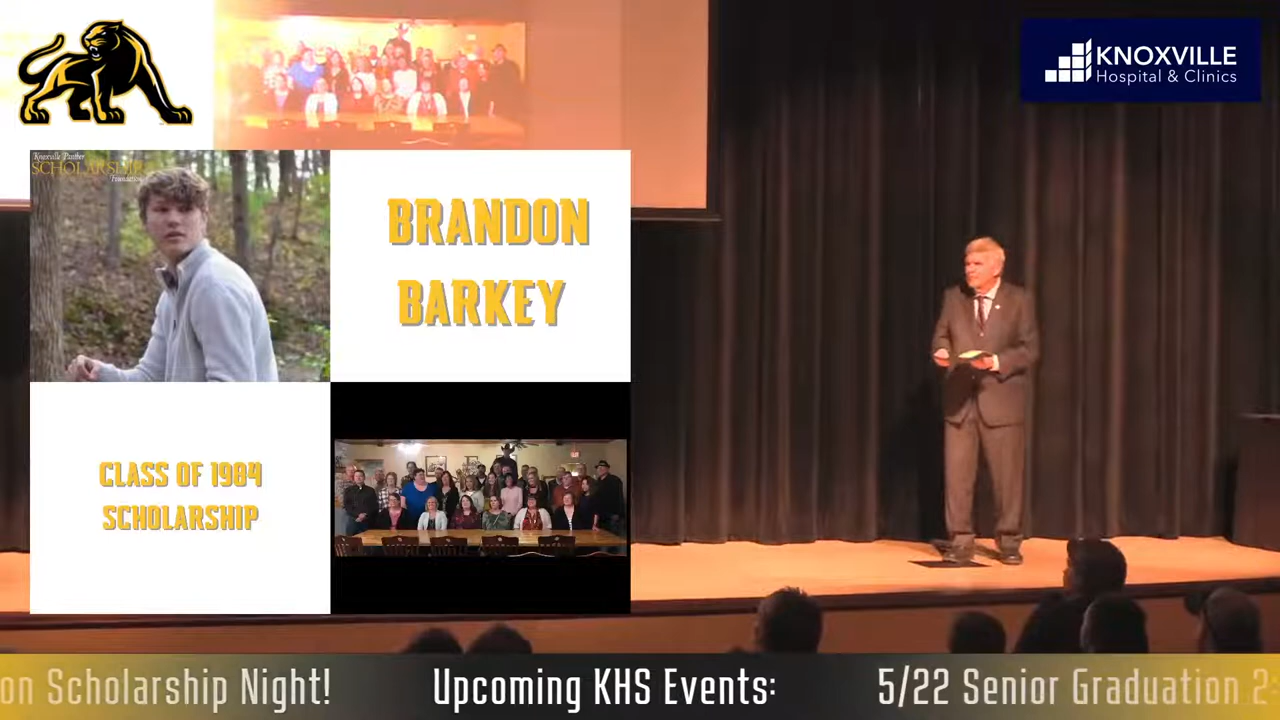 KNOXVILLE
Hospital & Clinics
Knoxville Panther
SCHOLARSHIP
Foundation
BRANDON
BARKEY
CLASS OF 1984
SCHOLARSHIP
on Scholarship Night! Upcoming KHS Events: 5/22 Senior Graduation 2